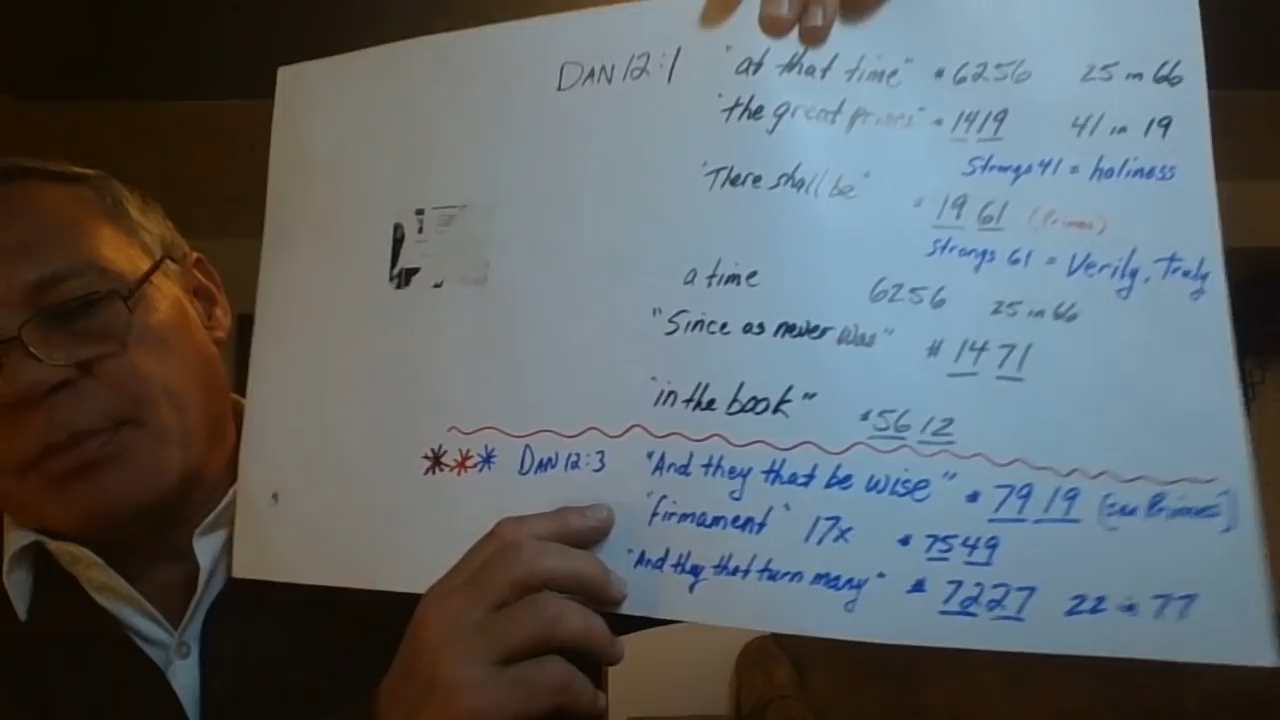 DAN 12:1 "at that time" #6256 25 in 66
"the great princes" #1419 41 in 19
Strongs 41 = holiness
"There shall be" #1961 (Primes)
Strongs 61 = Verily, Truly
a time 6256 25 in 66
"Since as never was" #1471
"in the book" #5612
*** DAN 12:3 "And they that be wise" #7919 Primes)
"firmament" 17x #7549
"And they that turn many" #7227 22 in 77